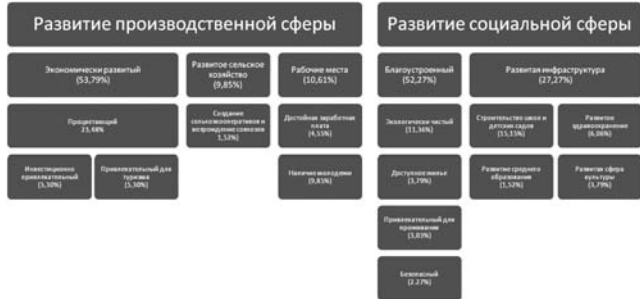 Развитие производственной сферы
Развитие социальной сферы
Экономически развитый
(53,79%)
Развитое сельское
хозяйство
(9,85%)
Рабочие места
(10,61%)
Благоустроенный
(52,27%)
Развитая инфраструктура
(27,27%)
Процветающий
23,48%
Создание
сельхозкооперативов и
возрождение совхозов
1,52%
Достойная заработная
плата
(4,55%)
Экологически чистый
(11,36%)
Строительство школ и
детских садов
(15,15%)
Развитое
здравоохранение
(6,06%)
Инвестиционно
привлекательный
(5,30%)
Привлекательный для
туризма
(5,30%)
Наличие молодежи
(9,85%)
Доступное жилье
(3,79%)
Развитие среднего
образования
(1,52%)
Развитая сфера
культуры
(3,79%)
Привлекательный для
проживания
(3,03%)
Безопасный
(2,27%)